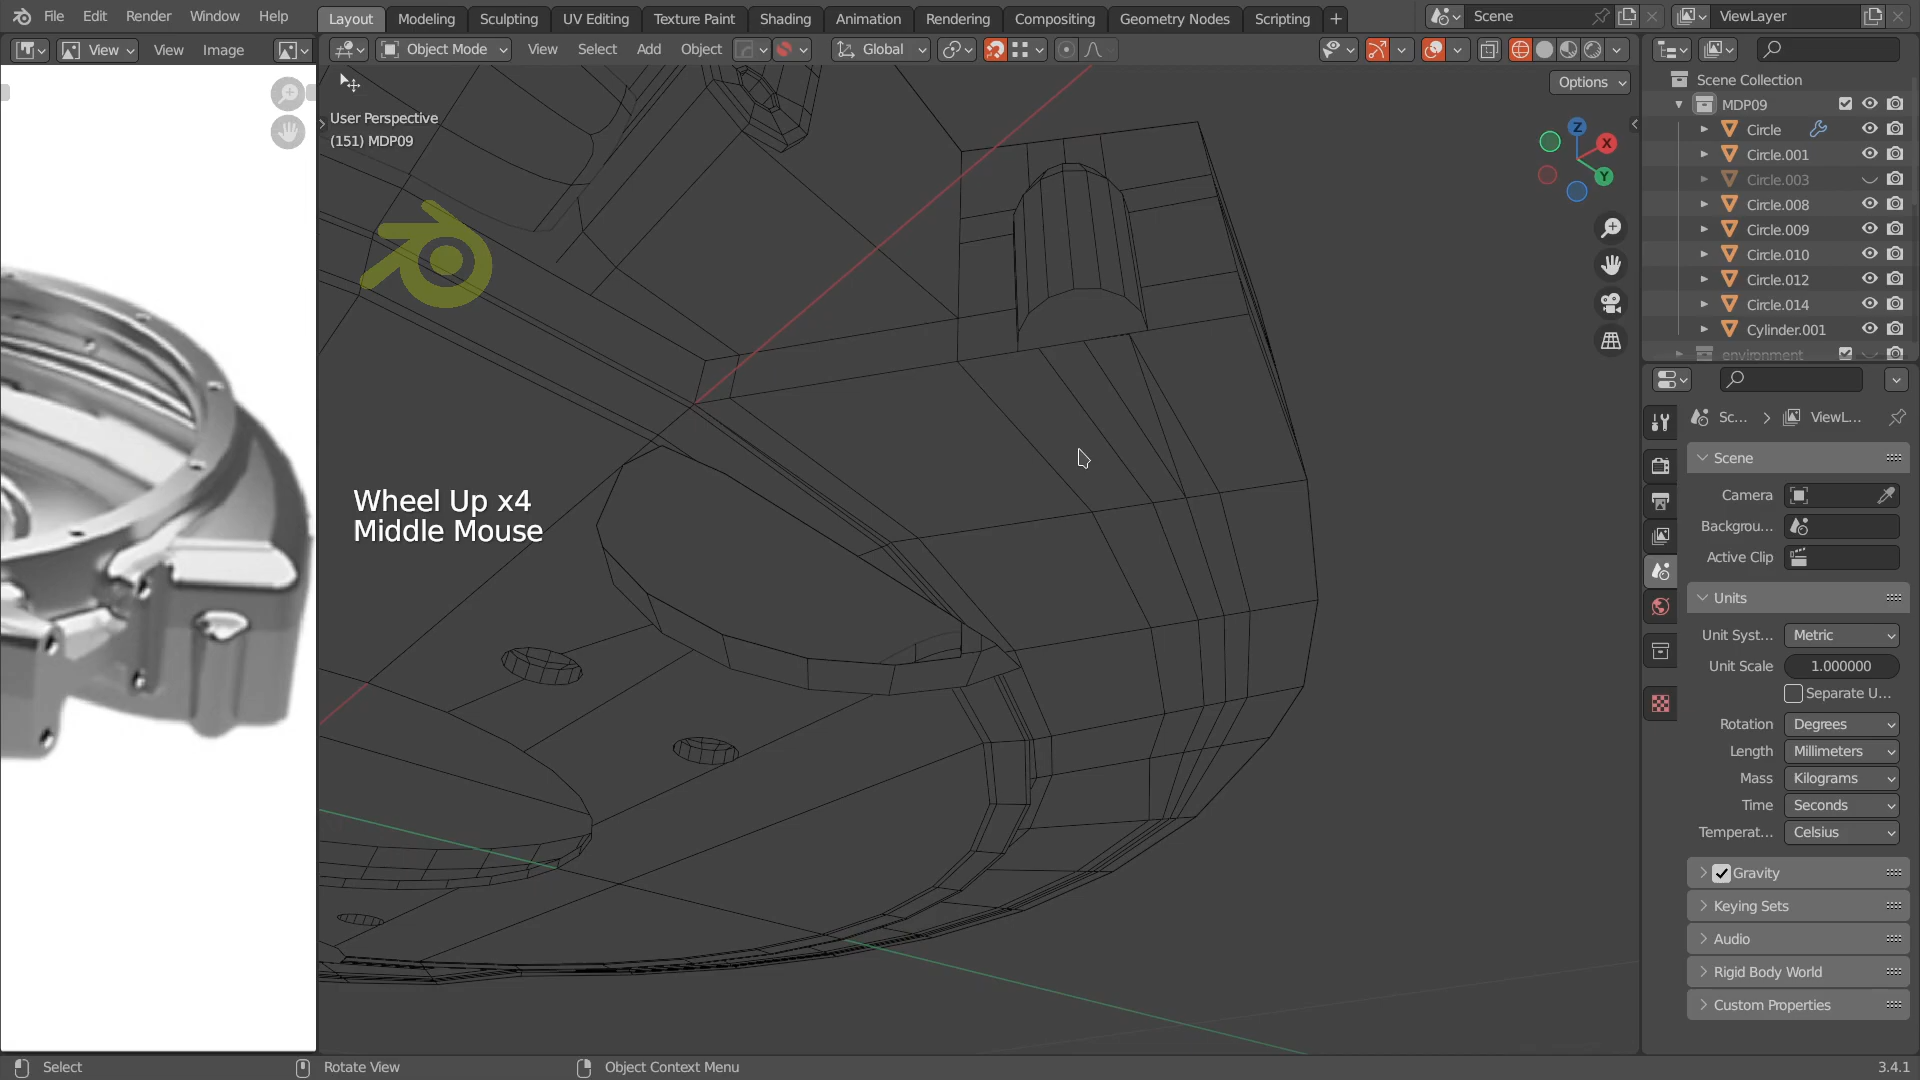 File Edit Render Window Help Layout Modeling Sculpting UV Editing Texture Paint Shading Animation Rendering Compositing Geometry Nodes Scripting + Scene ViewLayer
View View Image Object Mode View Select Add Object Global
Options
User Perspective
(151) MDP09
Z
X
Y
Wheel Up x4
Middle Mouse
Scene Collection
MDP09
Circle
Circle.001
Circle.003
Circle.008
Circle.009
Circle.010
Circle.012
Circle.014
Cylinder.001
environment
Sc... ViewL...
Scene
Camera
Backgrou...
Active Clip
Units
Unit Syst... Metric
Unit Scale 1.000000
Separate U...
Rotation Degrees
Length Millimeters
Mass Kilograms
Time Seconds
Temperat... Celsius
Gravity
Keying Sets
Audio
Rigid Body World
Custom Properties
Select Rotate View Object Context Menu 3.4.1